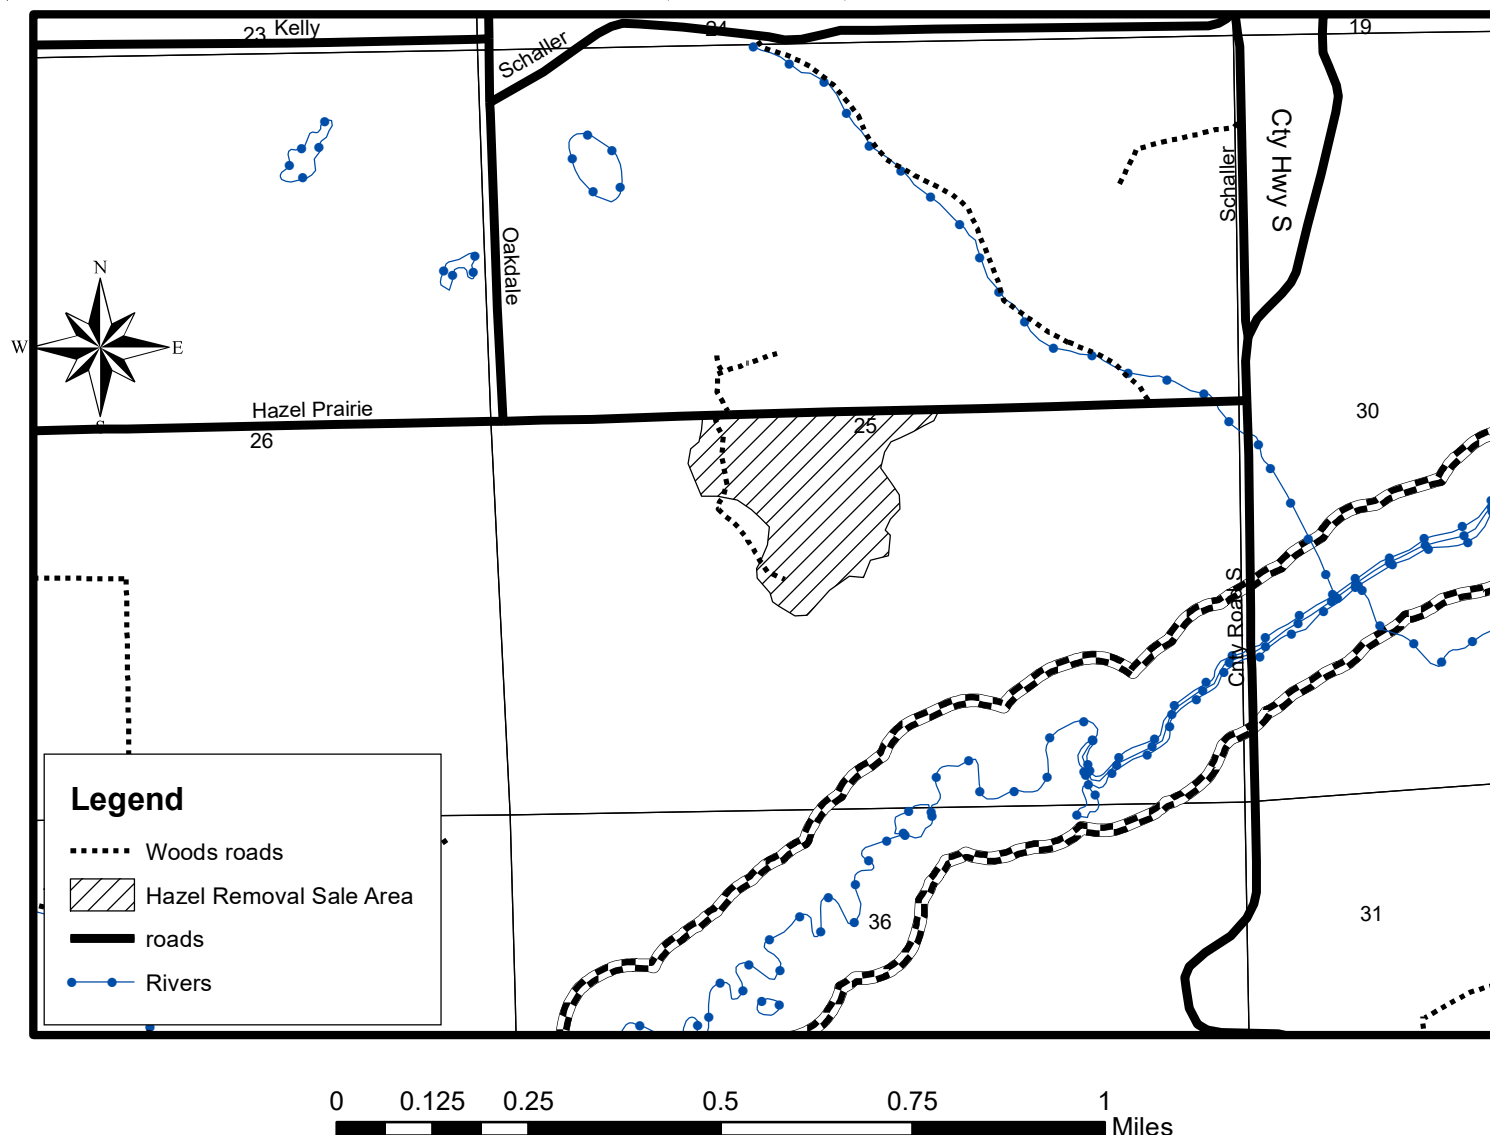 23 Kelly
24
19
Schaller
Cty Hwy S
Schaller
Oakdale
N
W
E
S
Hazel Prairie
26
25
30
Cnty Road S
36
31
Legend
Woods roads
Hazel Removal Sale Area
roads
Rivers
0 0.125 0.25 0.5 0.75 1
Miles